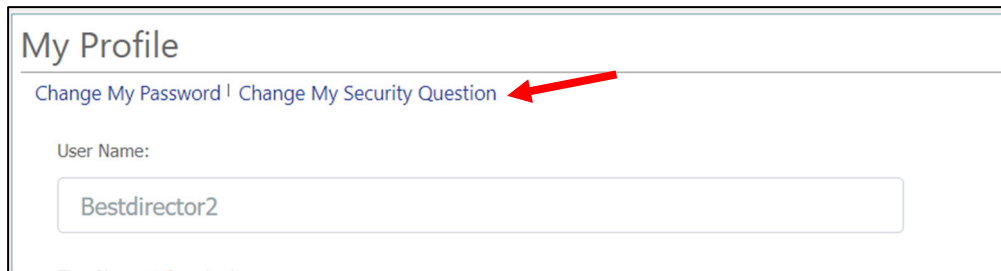 My Profile
Change My Password | Change My Security Question
User Name:
Bestdirector2